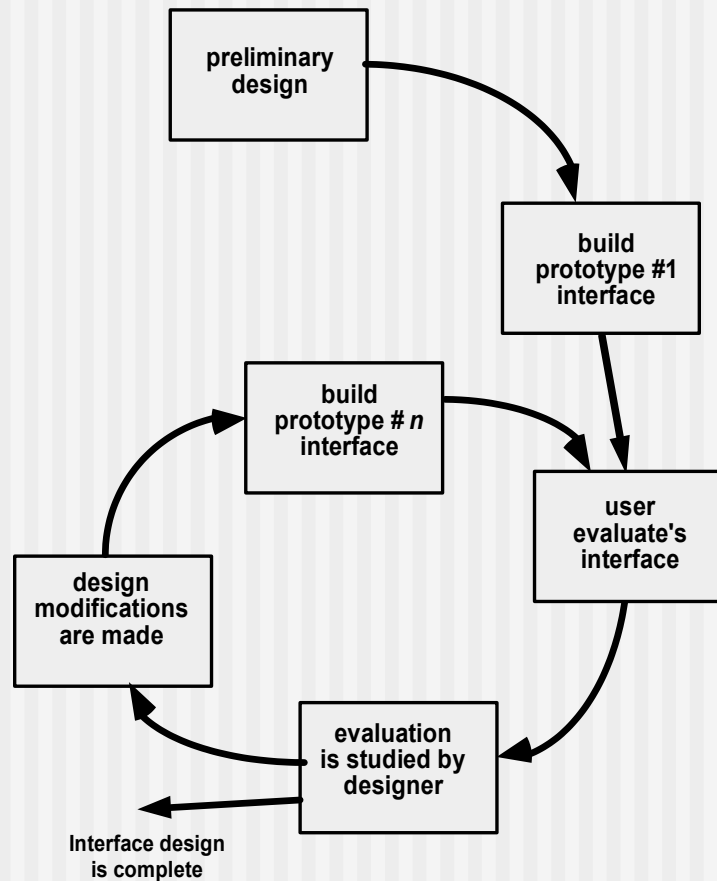 preliminary
design
build
prototype #1
interface
build
prototype # n
interface
user
evaluate's
interface
design
modifications
are made
evaluation
is studied by
designer
Interface design
is complete